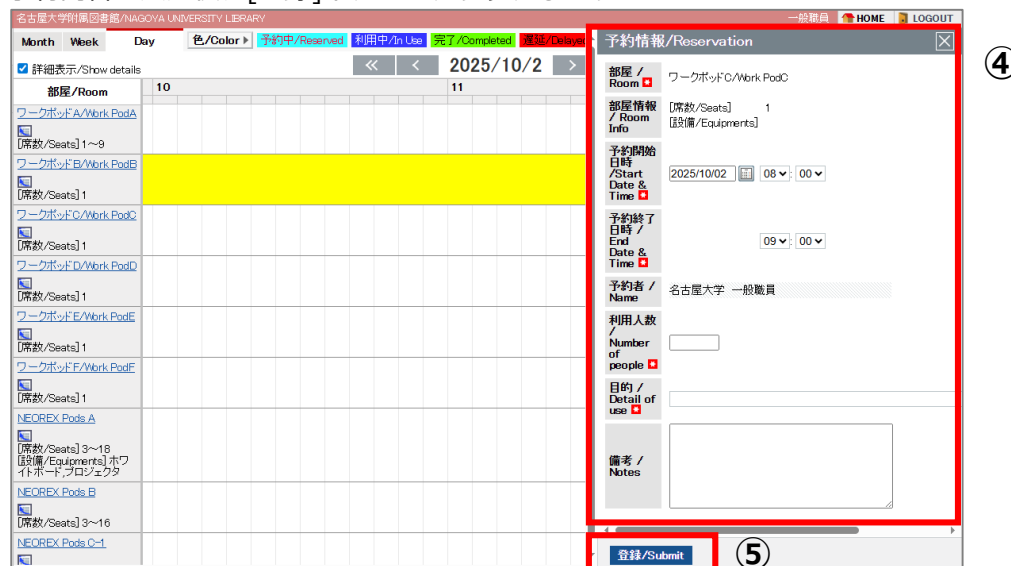 名古屋大学附属図書館/NAGOYA UNIVERSITY LIBRARY
一般職員 HOME LOGOUT
Month Week Day 色/Color 予約中/Reserved 利用中/In Use 完了/Completed 遅延/Delayed
詳細表示/Show details
≪ < 2025/10/2 >
部屋/Room 10 11
ワークポッドA/Work PodA
[席数/Seats] 1～9
ワークポッドB/Work PodB
[席数/Seats] 1
ワークポッドC/Work PodC
[席数/Seats] 1
ワークポッドD/Work PodD
[席数/Seats] 1
ワークポッドE/Work PodE
[席数/Seats] 1
ワークポッドF/Work PodF
[席数/Seats] 1
NEOREX Pods A
[席数/Seats] 3～18
[設備/Equipments] ホワ
イトボード,プロジェクタ
NEOREX Pods B
[席数/Seats] 3～16
NEOREX Pods C-1
予約情報/Reservation
④
部屋 /
Room
ワークポッドC/Work PodC
部屋情報
/ Room
Info
[席数/Seats] 1
[設備/Equipments]
予約開始
日時
/Start
Date &
Time
2025/10/02 08 : 00
予約終了
日時 /
End
Date &
Time
09 : 00
予約者 /
Name
名古屋大学 一般職員
利用人数
/
Number
of
people
目的 /
Detail of
use
備考 /
Notes
登録/Submit
⑤